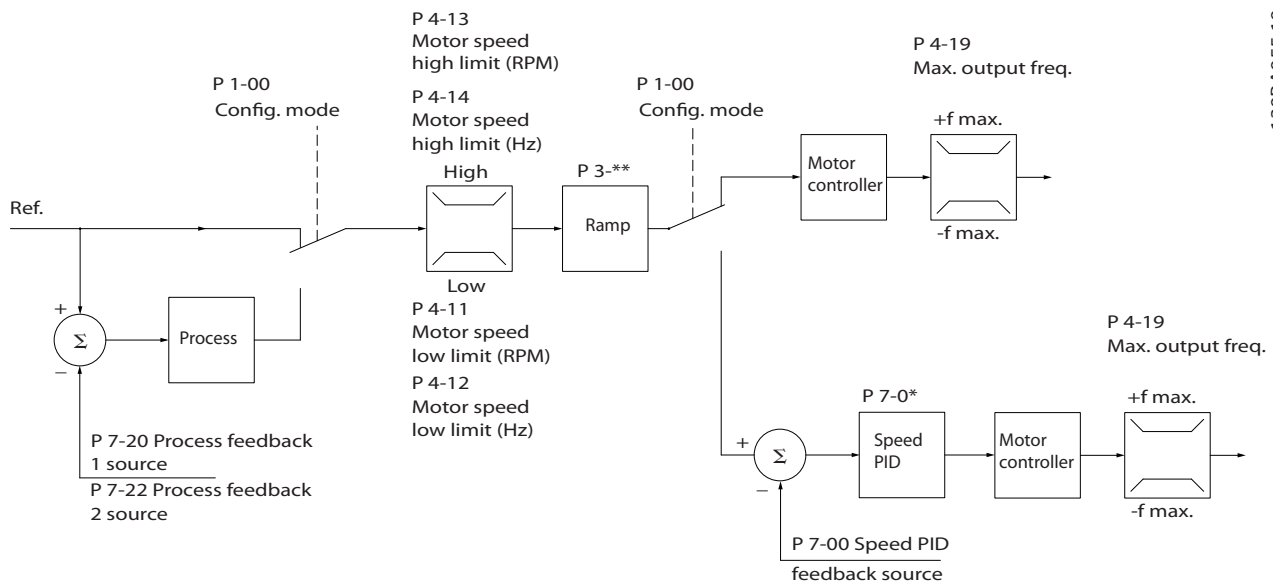 P 4-13
Motor speed
high limit (RPM)
P 4-14
Motor speed
high limit (Hz)
High
P 1-00
Config. mode
P 3-**
Ramp
P 1-00
Config. mode
P 4-19
Max. output freq.
+f max.
Motor
controller
-f max.
Ref.
+
Σ
−
Process
Low
P 4-11
Motor speed
low limit (RPM)
P 4-12
Motor speed
low limit (Hz)
P 7-20 Process feedback
1 source
P 7-22 Process feedback
2 source
P 7-0*
+
Σ
−
Speed
PID
Motor
controller
P 4-19
Max. output freq.
+f max.
-f max.
P 7-00 Speed PID
feedback source